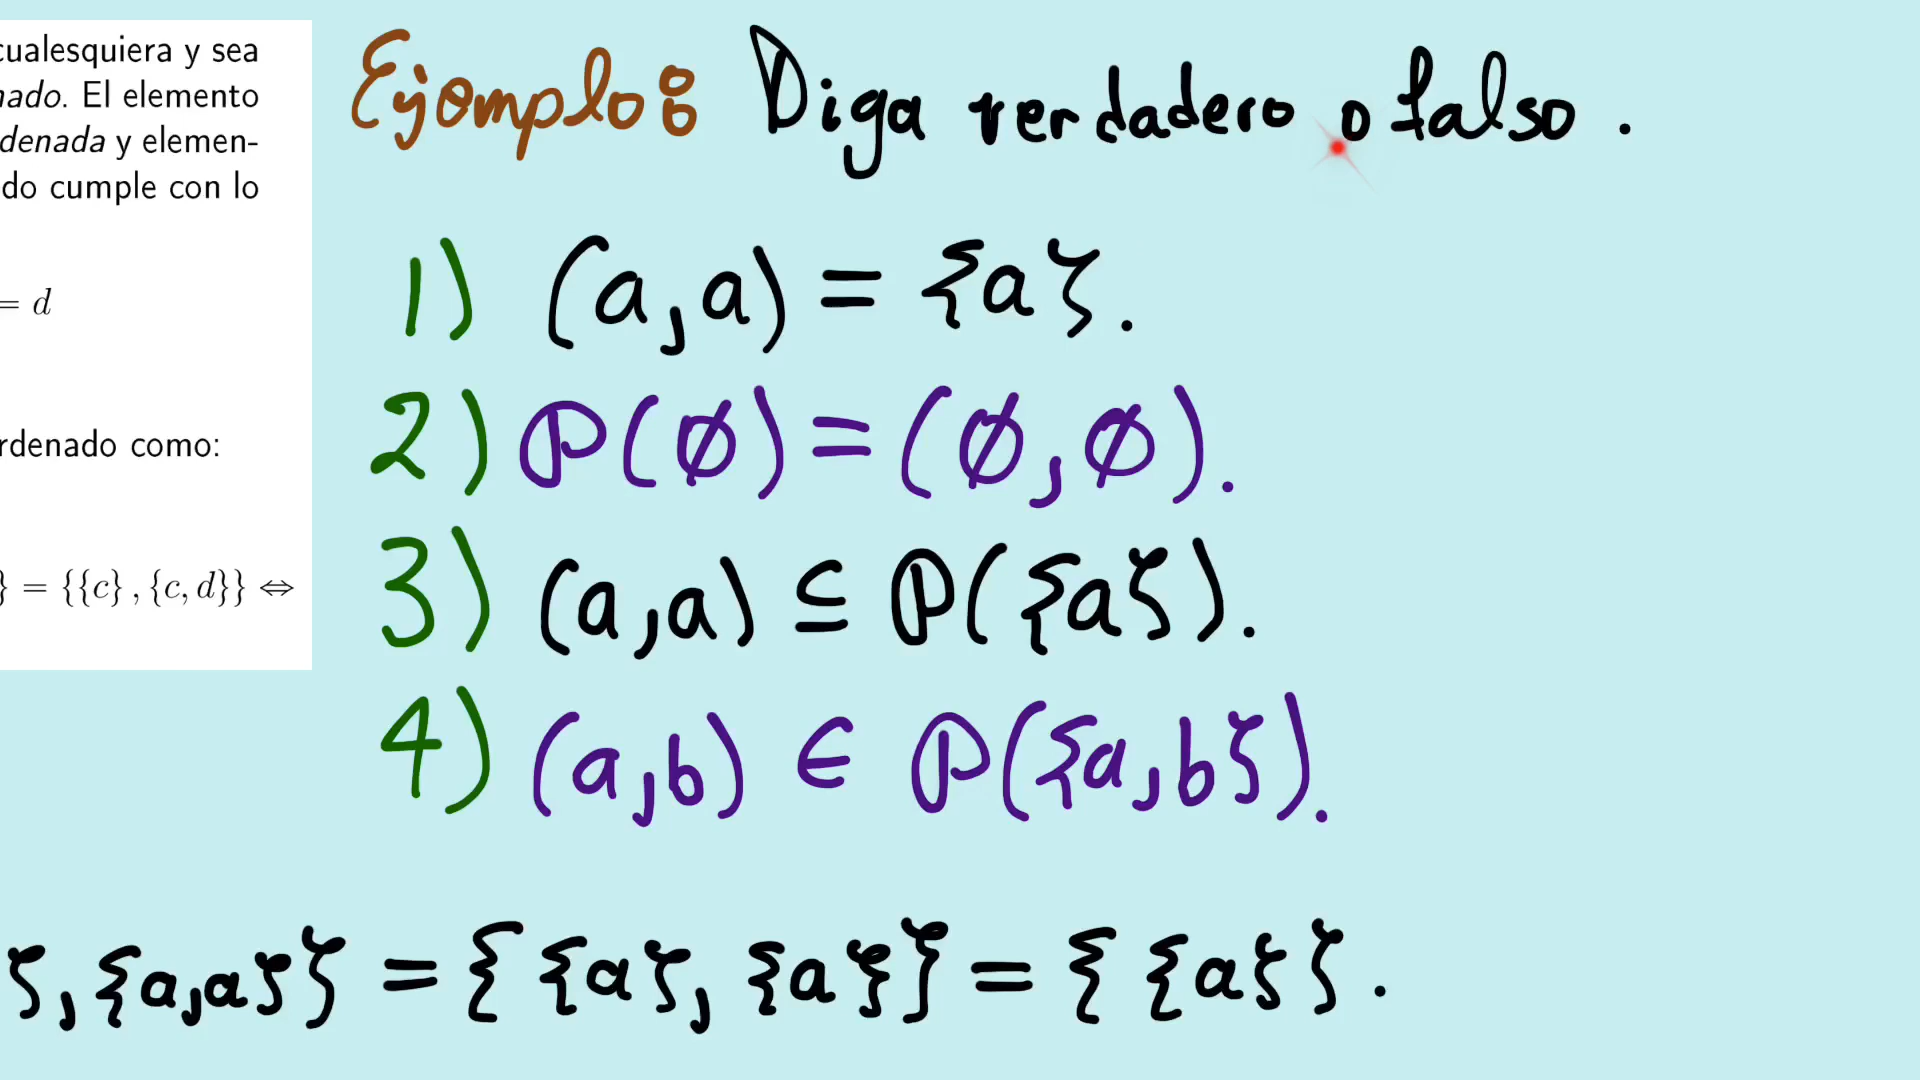 cualesquiera y sea
nado. El elemento
denada y elemen-
do cumple con lo
= d
rdenado como:
} = {{c} , {c, d}} ⇔
Ejemplo: Diga verdadero o falso.
1) (a,a) = {a}.
2) P(∅) = (∅,∅).
3) (a,a) ⊆ P({a}).
4) (a,b) ∈ P({a,b}).
},{a,a}} = {{a},{a}} = {{a}}.